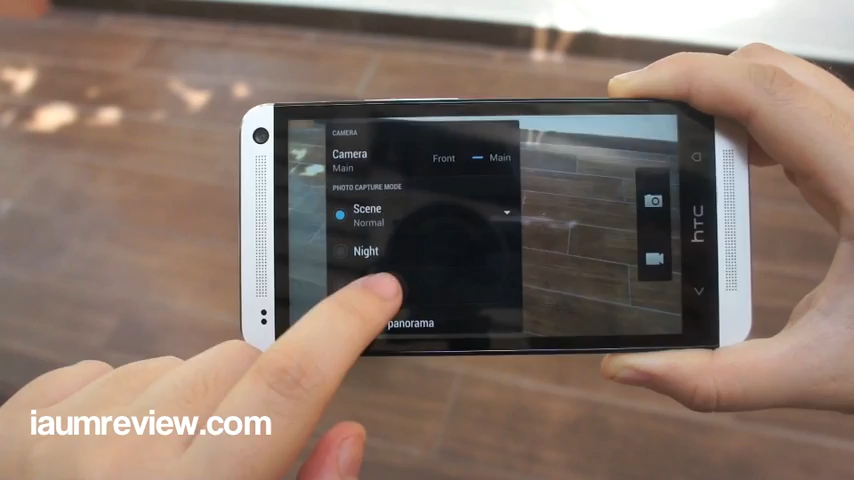 CAMERA
Camera
Main
Front
Main
PHOTO CAPTURE MODE
Scene
Normal
Night
panorama
hTC
iaumreview.com